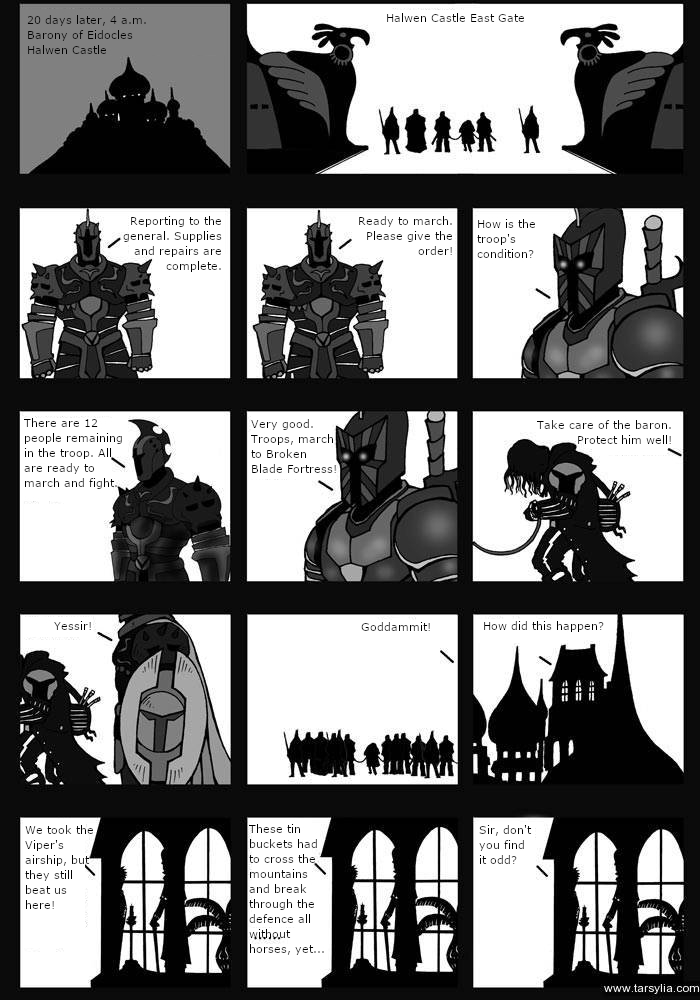 20 days later, 4 a.m.
Barony of Eidocles
Halwen Castle
Halwen Castle East Gate
Reporting to the
general. Supplies
and repairs are
complete.
Ready to march.
Please give the
order!
How is the
troop's
condition?
There are 12
people remaining
in the troop. All
are ready to
march and fight.
Very good.
Troops, march
to Broken
Blade Fortress!
Take care of the baron.
Protect him well!
Yessir!
Goddammit!
How did this happen?
We took the
Viper's
airship, but
they still
beat us
here!
These tin
buckets had
to cross the
mountains
and break
through the
defence all
without
horses, yet...
Sir, don't
you find
it odd?
www.tarsylia.com